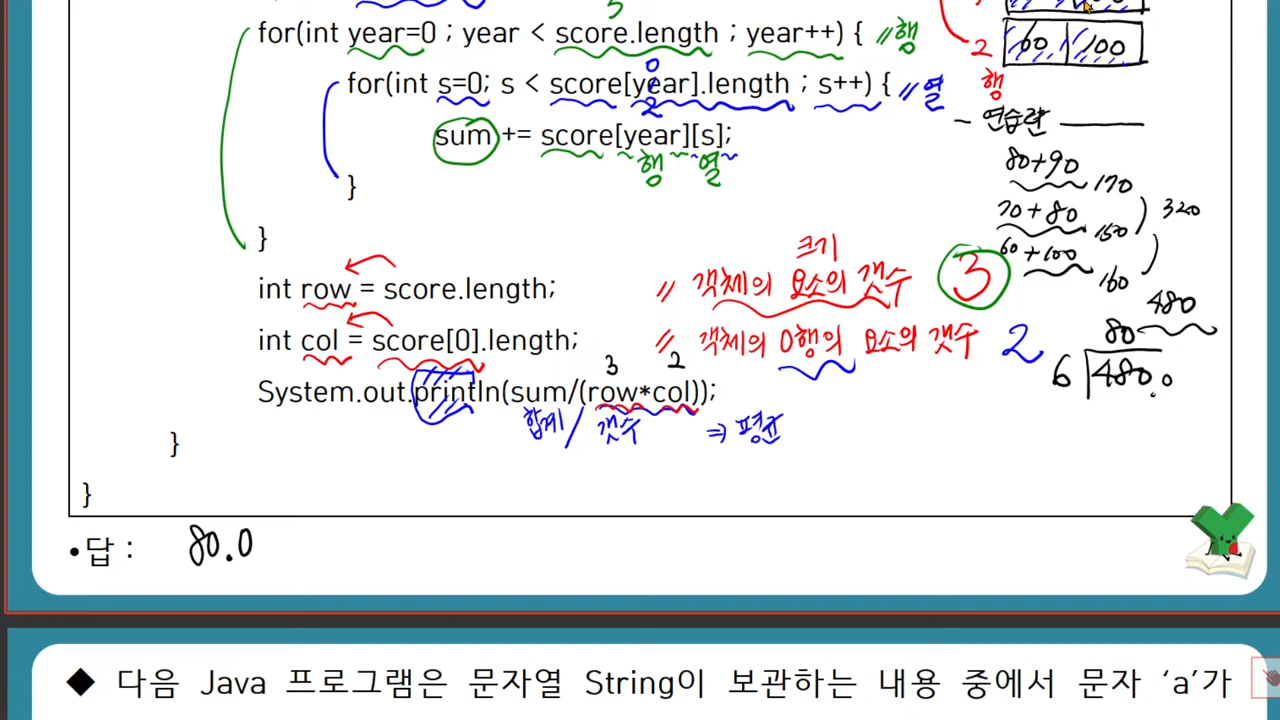 5
for(int year=0 ; year < score.length ; year++) { //행
2 60 100
행
0
for(int s=0; s < score[year].length ; s++) { //열
2
- 연습란
sum += score[year][s];
행 열
80+90 170
}
70+80 150 320
60+100 160
}
크기
int row = score.length; // 객체의 요소의 갯수 3
480
int col = score[0].length; // 객체의 0행의 요소의 갯수 2
80
6 480.0
3 2
System.out.println(sum/(row*col));
합계 / 갯수 ⇒ 평균
}
}
•답 : 80.0
◆ 다음 Java 프로그램은 문자열 String이 보관하는 내용 중에서 문자 ‘a’가